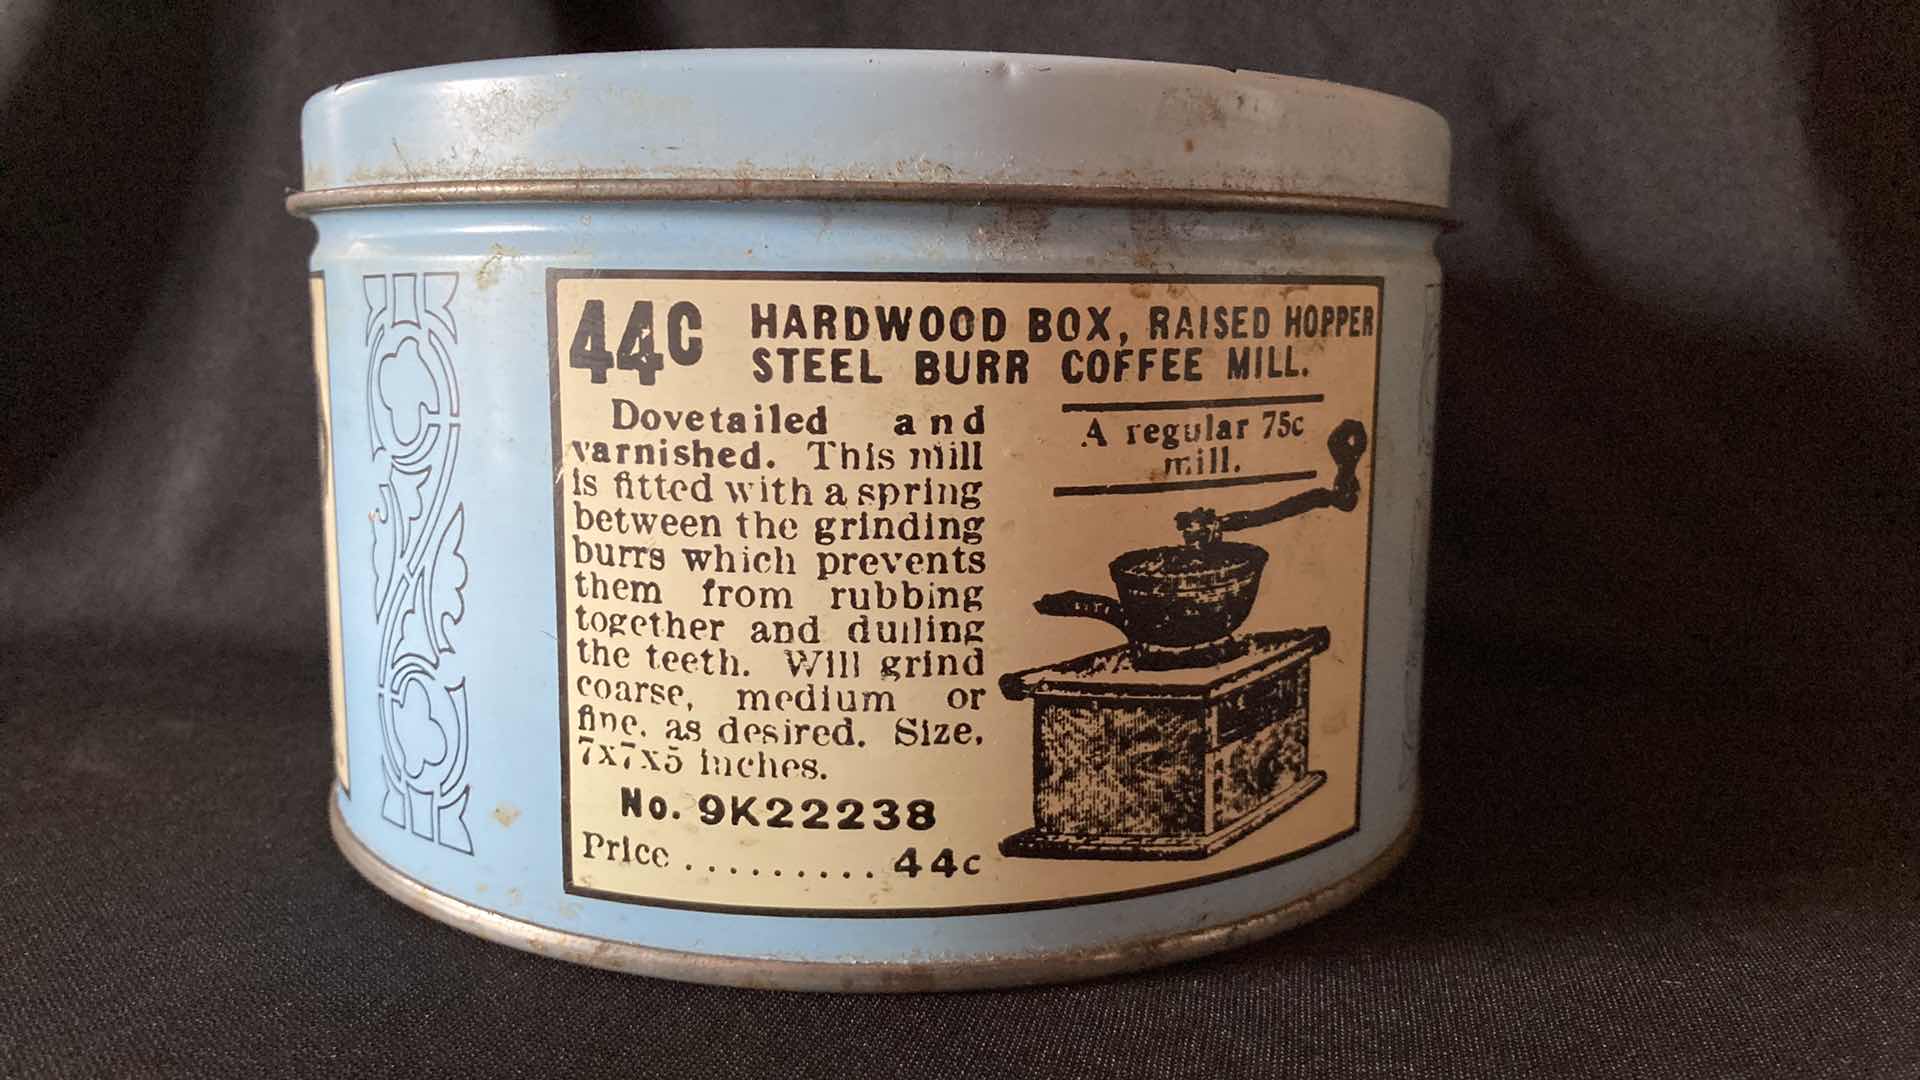 44C HARDWOOD BOX, RAISED HOPPER
STEEL BURR COFFEE MILL.
Dovetailed and
varnished. This mill
is fitted with a spring
between the grinding
burrs which prevents
them from rubbing
together and dulling
the teeth. Will grind
coarse, medium or
fine, as desired. Size,
7x7x5 inches.
No. 9K22238
Price ......... 44c
A regular 75c
mill.